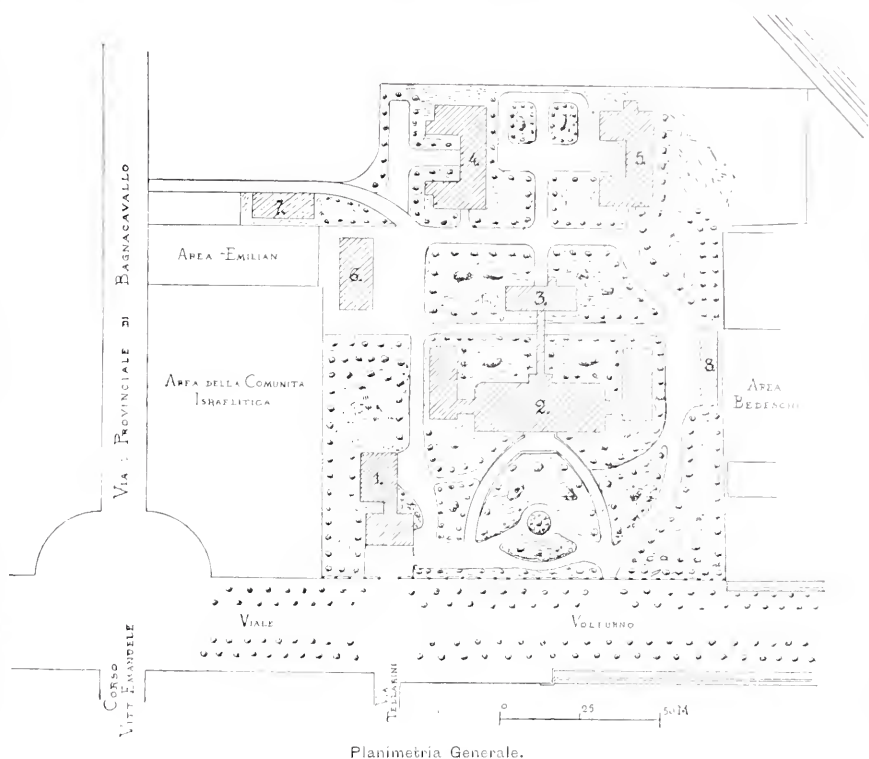 4.
5.
7.
VIA : PROVINCIALE DI BAGNACAVALLO
AREA EMILIAN
6.
3.
8.
AREA DELLA COMUNITA
ISRAELITICA
AREA
BEDESCHI
2.
1.
VIALE
VOLTURNO
CORSO
VITT EMANUELE
VIA
TELLARINI
0 25 50 M
Planimetria Generale.